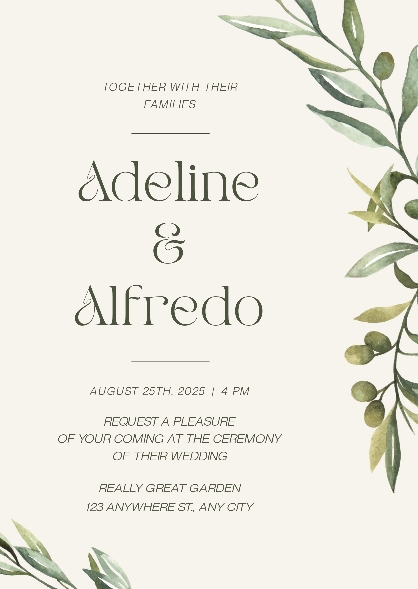 TOGETHER WITH THEIR
FAMILIES
Adeline
&
Alfredo
AUGUST 25TH, 2025 | 4 PM
REQUEST A PLEASURE
OF YOUR COMING AT THE CEREMONY
OF THEIR WEDDING
REALLY GREAT GARDEN
123 ANYWHERE ST., ANY CITY